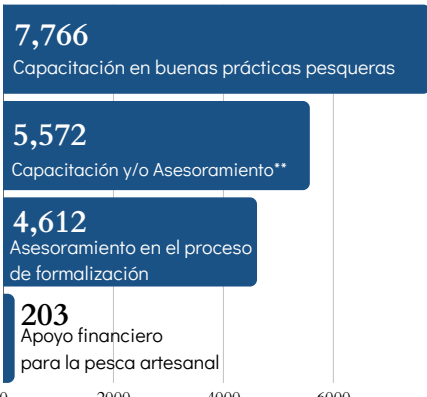 7,766
Capacitación en buenas prácticas pesqueras
5,572
Capacitación y/o Asesoramiento**
4,612
Asesoramiento en el proceso
de formalización
203
Apoyo financiero
para la pesca artesanal
0 2000 4000 6000